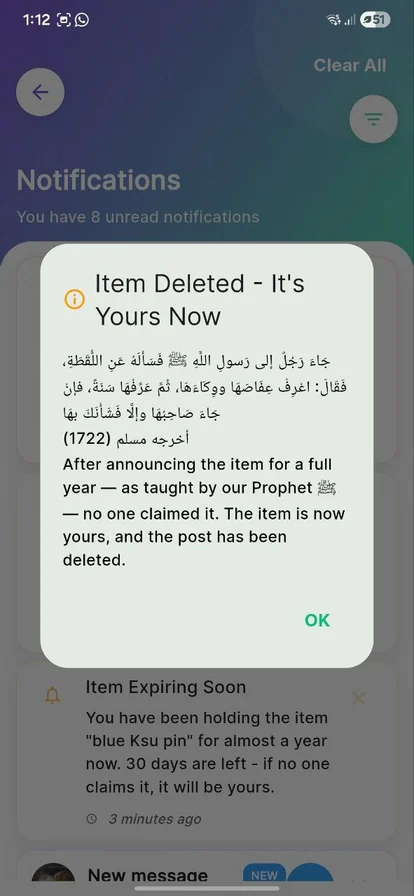 1:12
51
Clear All
Notifications
You have 8 unread notifications
Item Deleted - It's
Yours Now
جَاءَ رَجُلٌ إلى رَسولِ اللَّهِ ﷺ فَسَأَلَهُ عَنِ اللُّقَطَةِ،
فَقَالَ: اعْرِفْ عِفَاصَهَا ووِكَاءَهَا، ثُمَّ عَرِّفْهَا سَنَةً، فإنْ
جَاءَ صَاحِبُهَا وإلَّا فَشَأْنَكَ بهَا
أخرجه مسلم (1722)
After announcing the item for a full
year — as taught by our Prophet ﷺ
— no one claimed it. The item is now
yours, and the post has been
deleted.
OK
Item Expiring Soon
You have been holding the item
"blue Ksu pin" for almost a year
now. 30 days are left - if no one
claims it, it will be yours.
3 minutes ago
New message
NEW